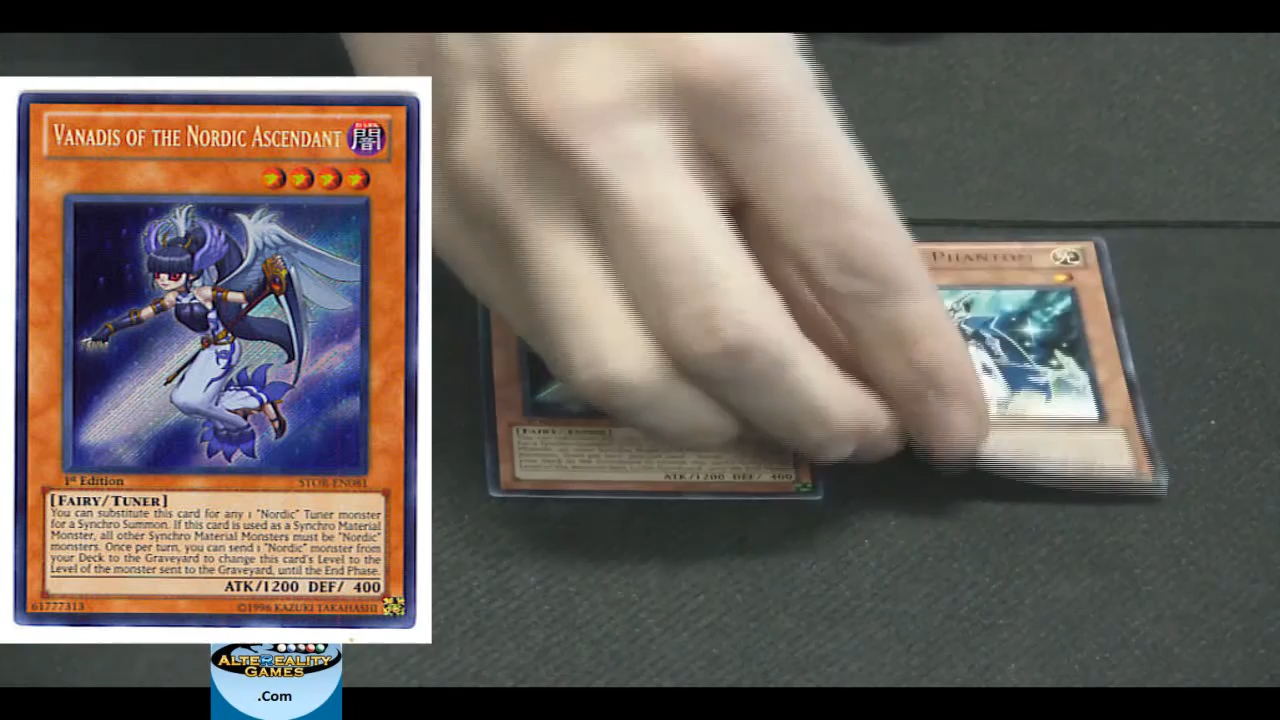 VANADIS OF THE NORDIC ASCENDANT
闇
1st Edition
STOR-EN081
[FAIRY/TUNER]
You can substitute this card for any 1 "Nordic" Tuner monster
for a Synchro Summon. If this card is used as a Synchro Material
Monster, all other Synchro Material Monsters must be "Nordic"
monsters. Once per turn, you can send 1 "Nordic" monster from
your Deck to the Graveyard to change this card's Level to the
Level of the monster sent to the Graveyard, until the End Phase.
ATK/1200 DEF/ 400
61777313
©1996 KAZUKI TAKAHASHI
ALTEREALITY
GAMES
.Com
PHANTOM
[FAIRY/TUNER]
ATK/1200 DEF/ 400